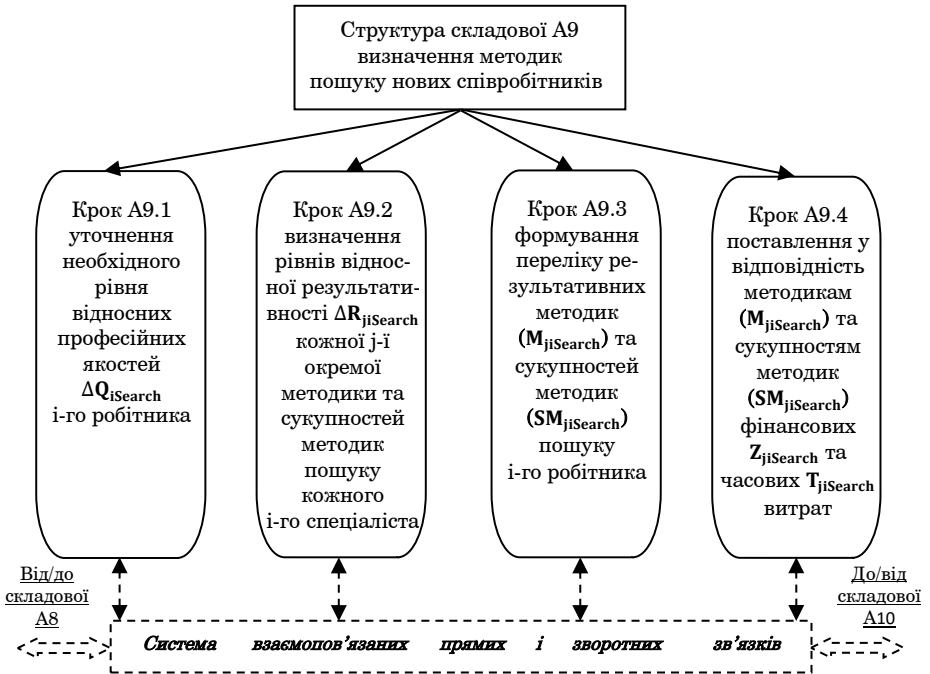 Структура складової А9
визначення методик
пошуку нових співробітників
Крок А9.1
уточнення
необхідного
рівня
відносних
професійних
якостей
ΔQiSearch
і-го робітника
Крок А9.2
визначення
рівнів віднос-
ної результати-
вності ΔRjiSearch
кожної j-ї
окремої
методики та
сукупностей
методик
пошуку
кожного
і-го спеціаліста
Крок А9.3
формування
переліку ре-
зультативних
методик
(MjiSearch) та
сукупностей
методик
(SMjiSearch)
пошуку
і-го робітника
Крок А9.4
поставлення у
відповідність
методикам
(MjiSearch) та
сукупностям
методик
(SMjiSearch)
фінансових
ZjiSearch та
часових TjiSearch
витрат
Від/до
складової
А8
До/від
складової
А10
Система взаємопов’язаних прямих і зворотних зв’язків